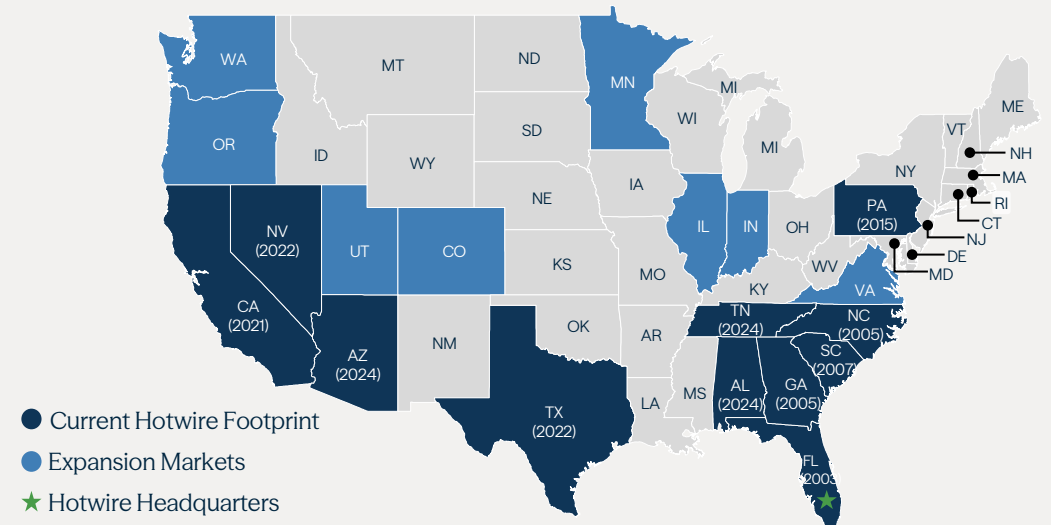 WA
MT
ND
MN
OR
ID
WY
SD
WI
MI
MI
ME
VT
NH
NY
MA
RI
CT
NJ
DE
MD
NV
(2022)
UT
CO
NE
IA
IL
IN
OH
PA
(2015)
WV
VA
KS
MO
KY
CA
(2021)
AZ
(2024)
NM
OK
AR
TN
(2024)
NC
(2005)
SC
(2007)
TX
(2022)
LA
MS
AL
(2024)
GA
(2005)
FL
(2003)
Current Hotwire Footprint
Expansion Markets
Hotwire Headquarters